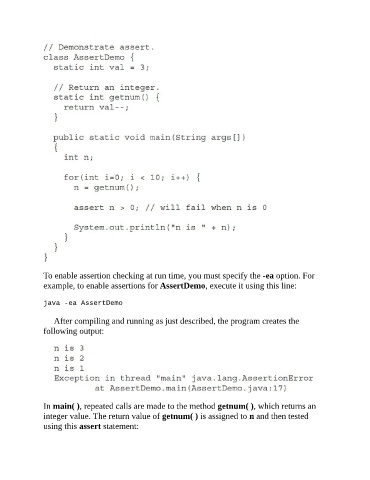 // Demonstrate assert.
class AssertDemo {
static int val = 3;
// Return an integer.
static int getnum() {
return val--;
}
public static void main(String args[])
{
int n;
for(int i=0; i < 10; i++) {
n = getnum();
assert n > 0; // will fail when n is 0
System.out.println("n is " + n);
}
}
}
To enable assertion checking at run time, you must specify the -ea option. For
example, to enable assertions for AssertDemo, execute it using this line:
java -ea AssertDemo
After compiling and running as just described, the program creates the
following output:
n is 3
n is 2
n is 1
Exception in thread "main" java.lang.AssertionError
at AssertDemo.main(AssertDemo.java:17)
In main( ), repeated calls are made to the method getnum( ), which returns an
integer value. The return value of getnum( ) is assigned to n and then tested
using this assert statement: